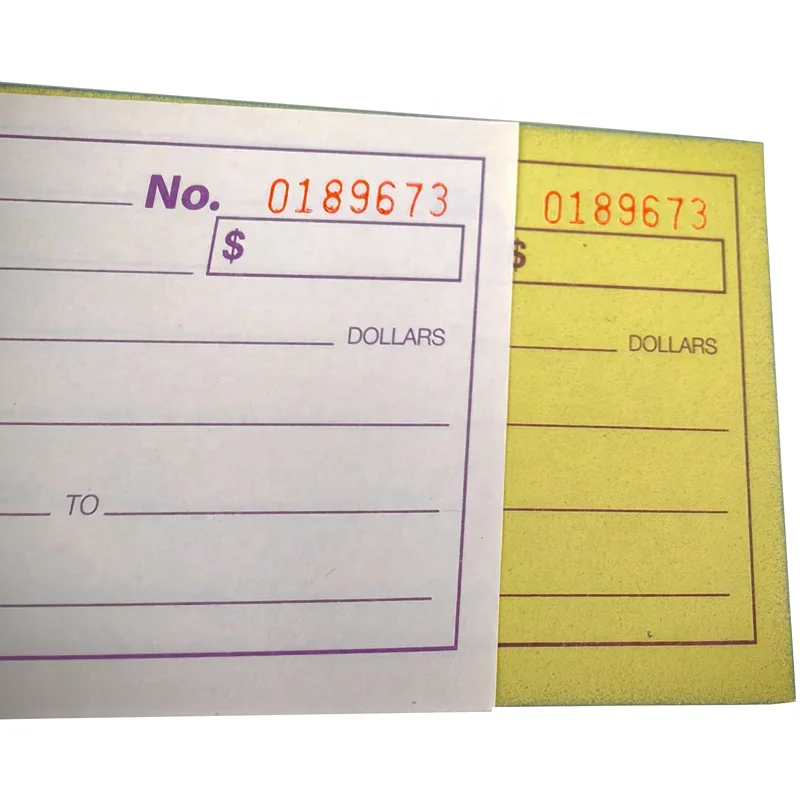 No. 0189673
$
DOLLARS
TO
0189673
$
DOLLARS